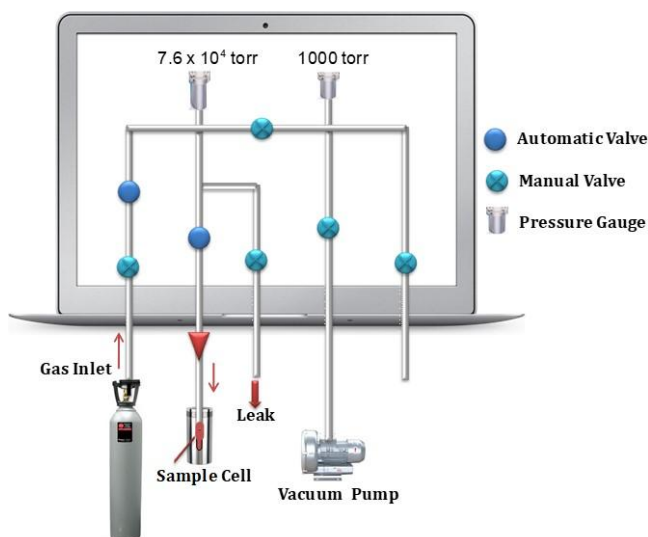 7.6 x 10⁴ torr
1000 torr
Automatic Valve
Manual Valve
Pressure Gauge
Gas Inlet
Leak
Sample Cell
Vacuum Pump